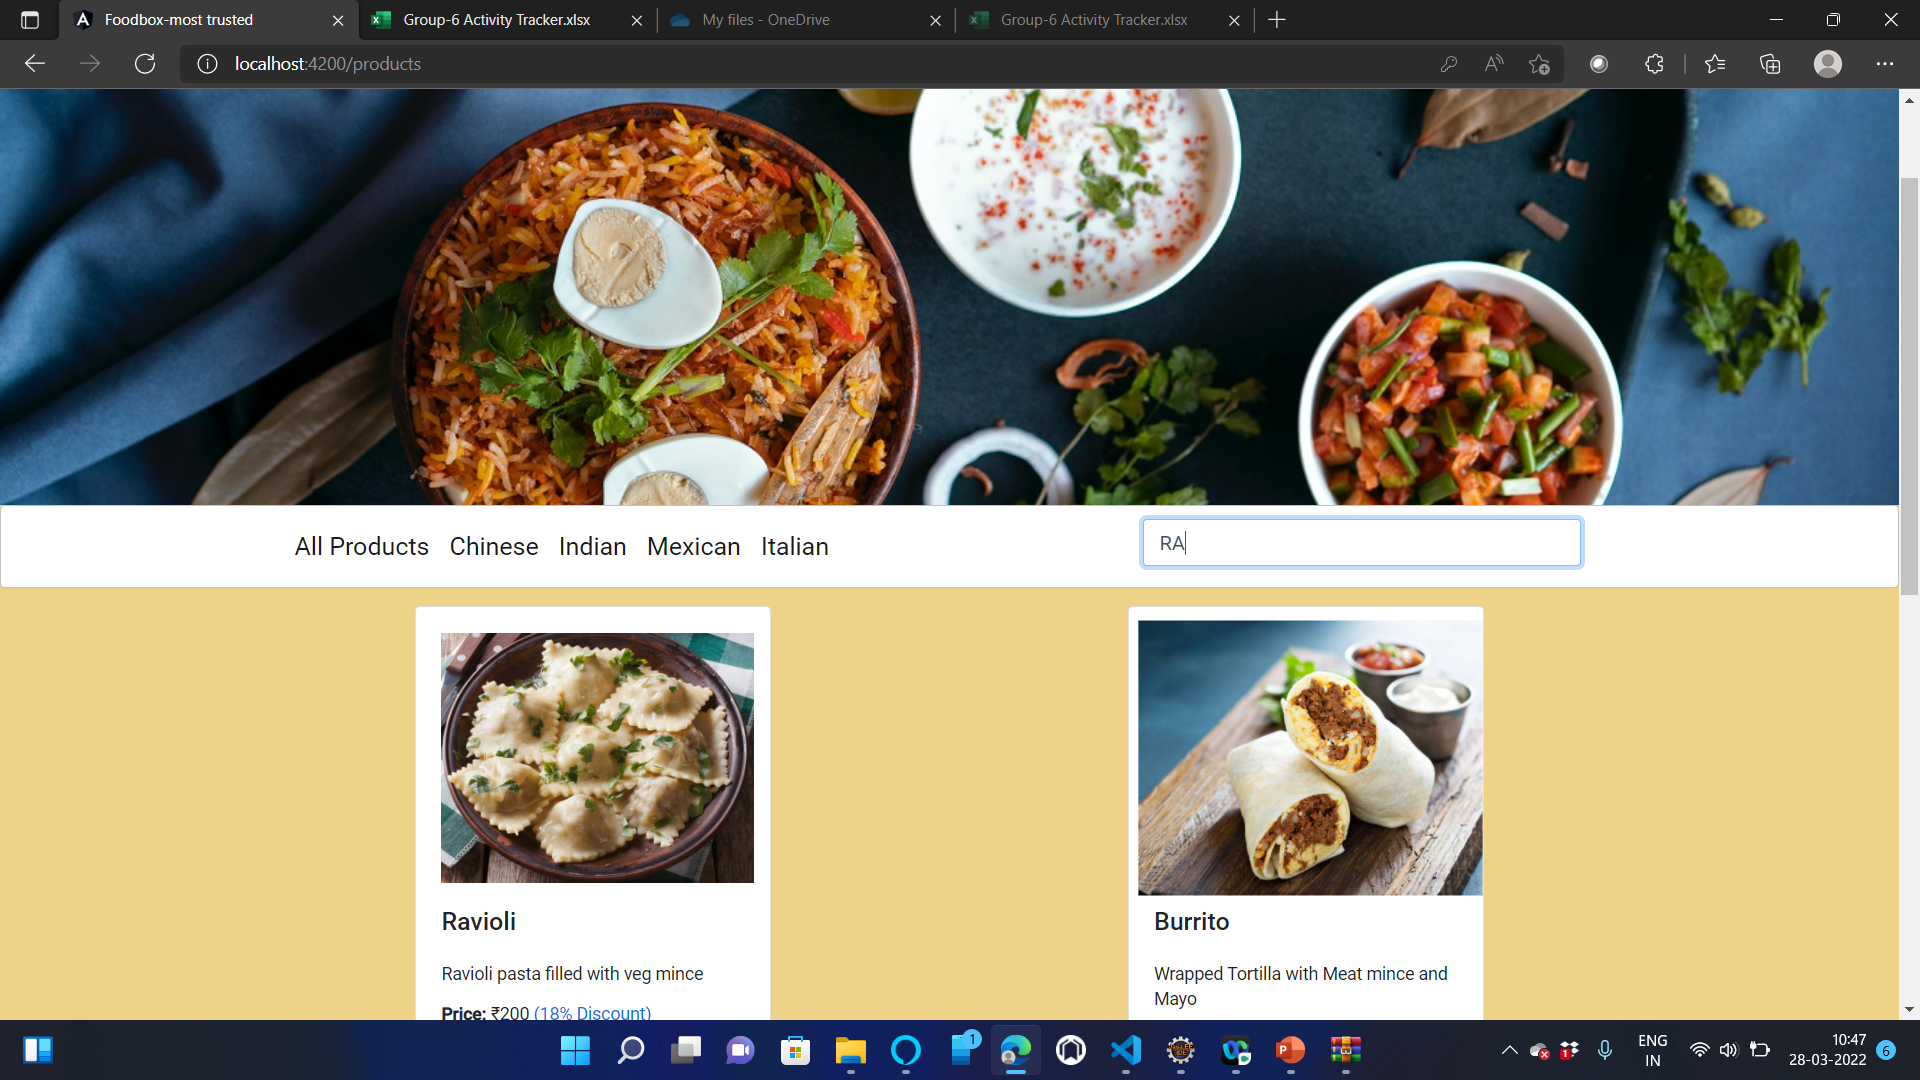 Foodbox-most trusted
Group-6 Activity Tracker.xlsx
My files - OneDrive
Group-6 Activity Tracker.xlsx
localhost:4200/products
All Products Chinese Indian Mexican Italian
RA
Ravioli
Ravioli pasta filled with veg mince
Price: ₹200 (18% Discount)
Burrito
Wrapped Tortilla with Meat mince and
Mayo
1
1
ENG
IN
10:47
28-03-2022
6